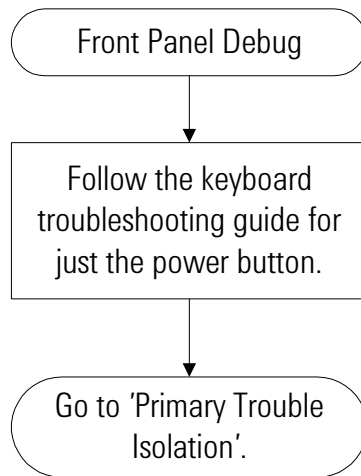 Front Panel Debug
Follow the keyboard
troubleshooting guide for
just the power button.
Go to 'Primary Trouble
Isolation'.